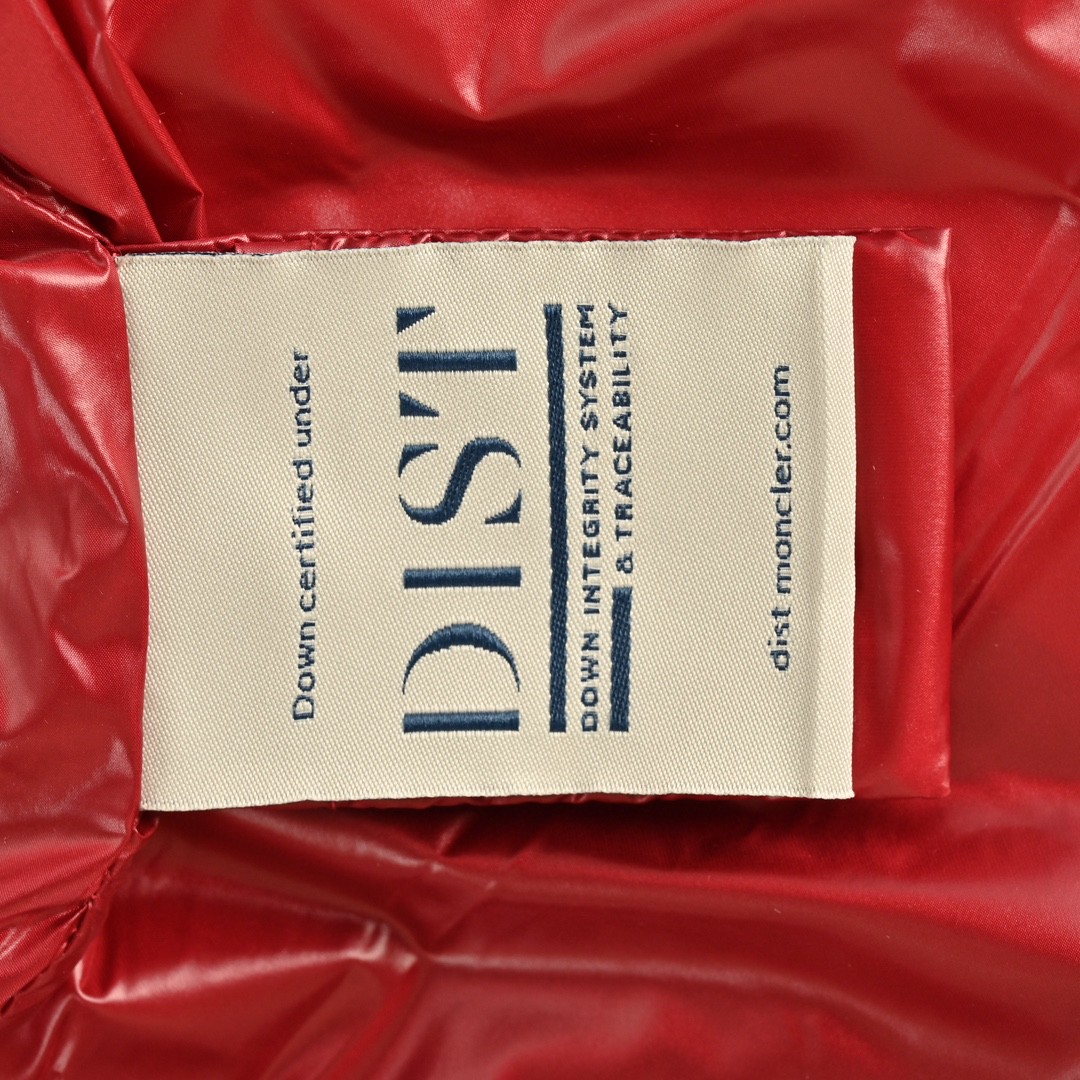 Down certified under
DIST
DOWN INTEGRITY SYSTEM
& TRACEABILITY
dist.moncler.com